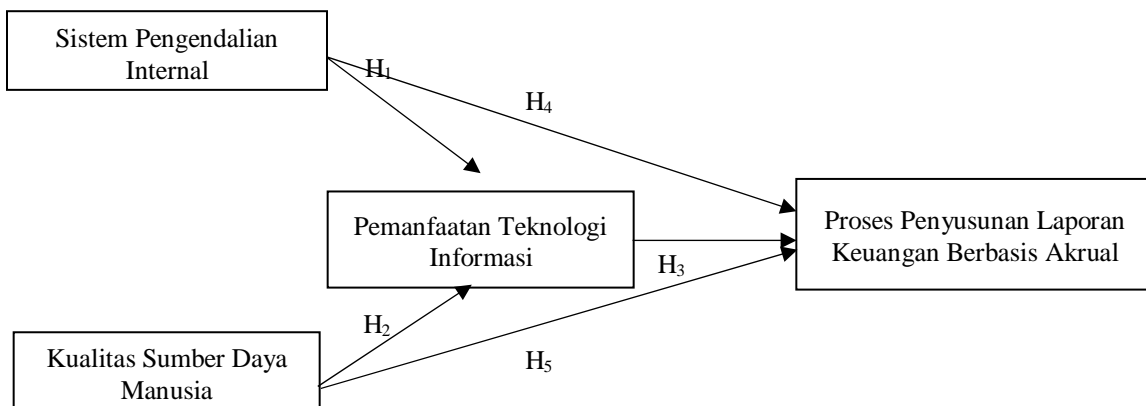 Sistem Pengendalian
Internal
H₁
H₄
Pemanfaatan Teknologi
Informasi
Proses Penyusunan Laporan
Keuangan Berbasis Akrual
H₃
H₂
Kualitas Sumber Daya
Manusia
H₅